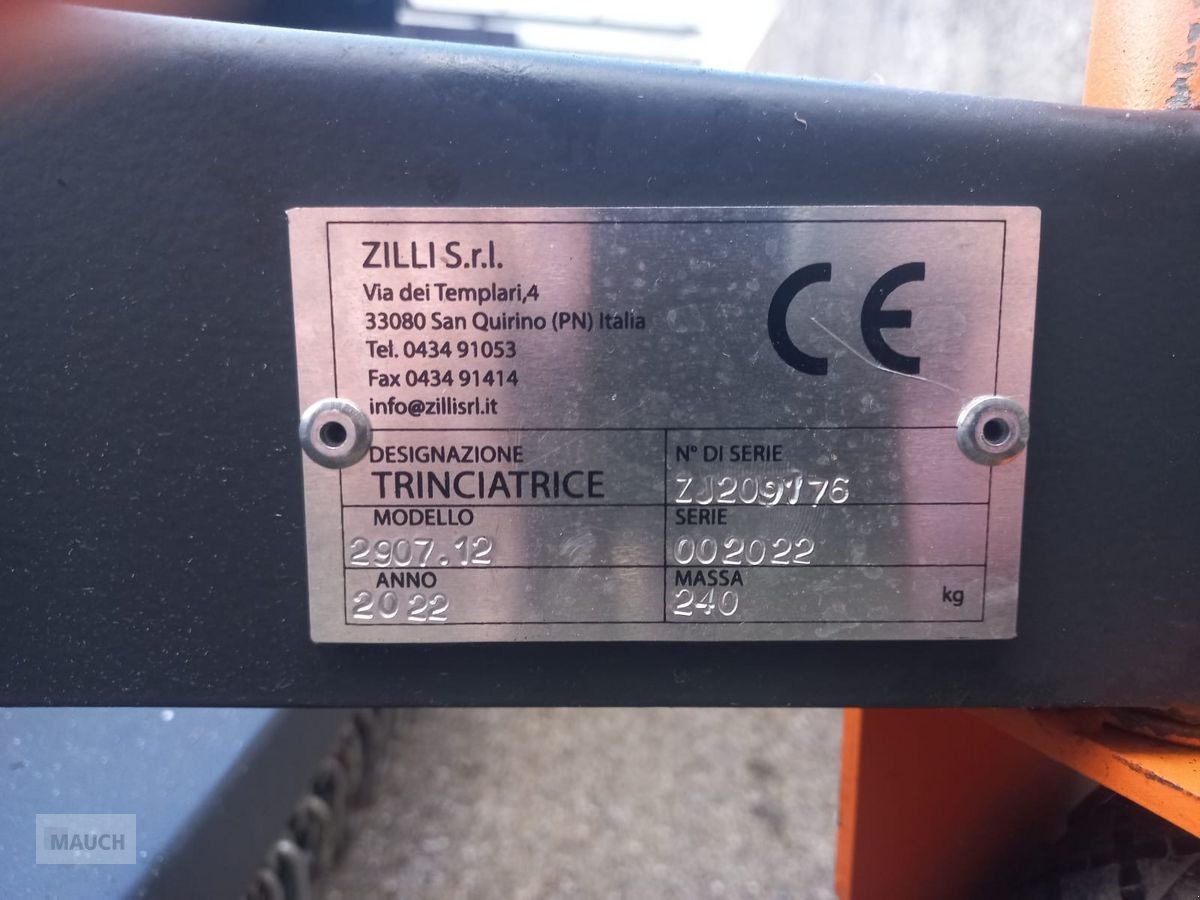 ZILLI S.r.l.
Via dei Templari,4
33080 San Quirino (PN) Italia
Tel. 0434 91053
Fax 0434 91414
info@zillisrl.it
CE
DESIGNAZIONE
TRINCIATRICE
N° DI SERIE
ZJ209176
MODELLO
2907.12
SERIE
002022
ANNO
2022
MASSA
240 kg
MAUCH